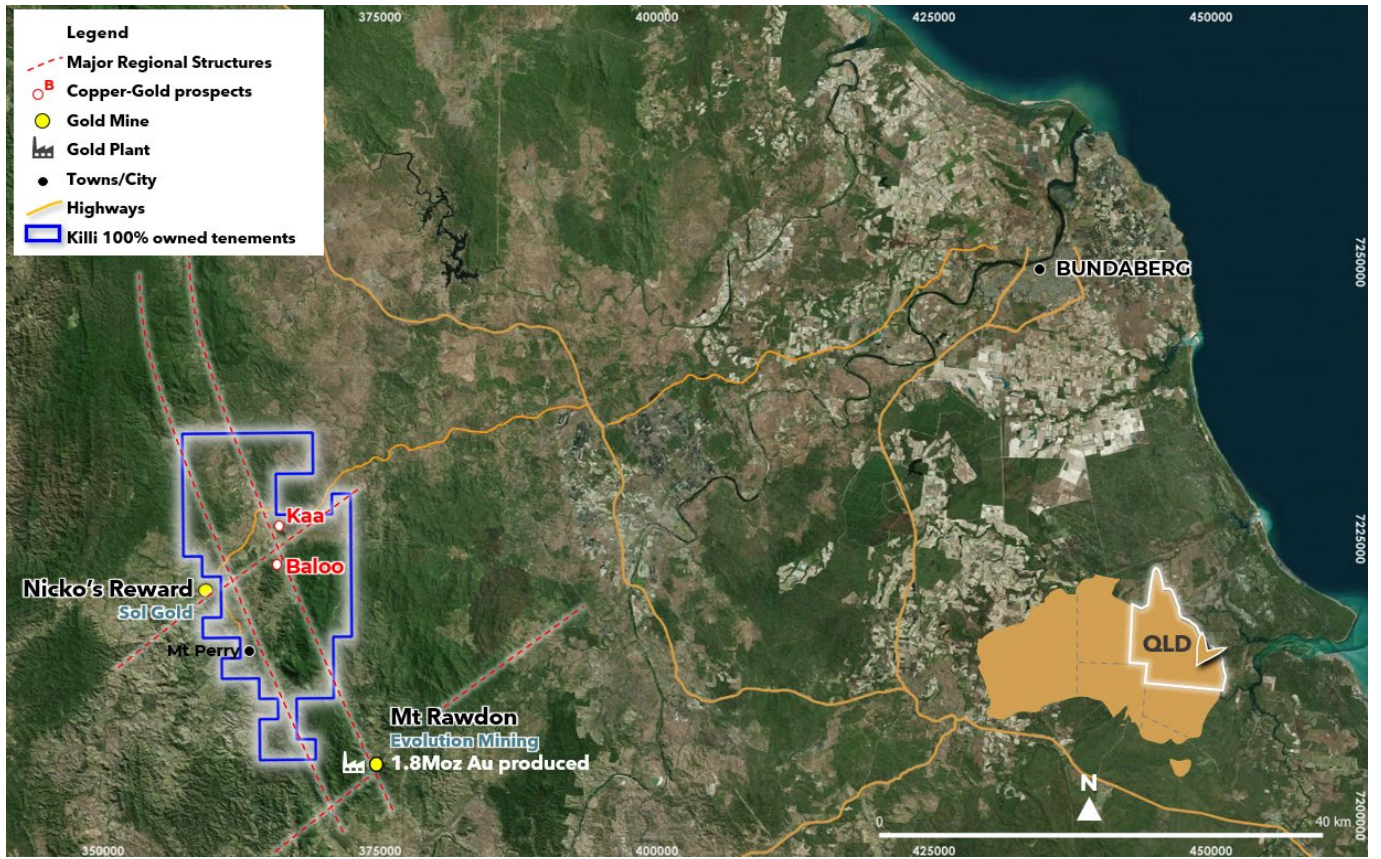 375000
400000
425000
450000
Legend
Major Regional Structures
B
Copper-Gold prospects
Gold Mine
Gold Plant
Towns/City
Highways
Killi 100% owned tenements
7250000
BUNDABERG
Kaa
7225000
Baloo
Nicko's Reward
Sol Gold
Mt Perry
QLD
Mt Rawdon
Evolution Mining
1.8Moz Au produced
N
7200000
0
40 km
350000
375000
400000
425000
450000